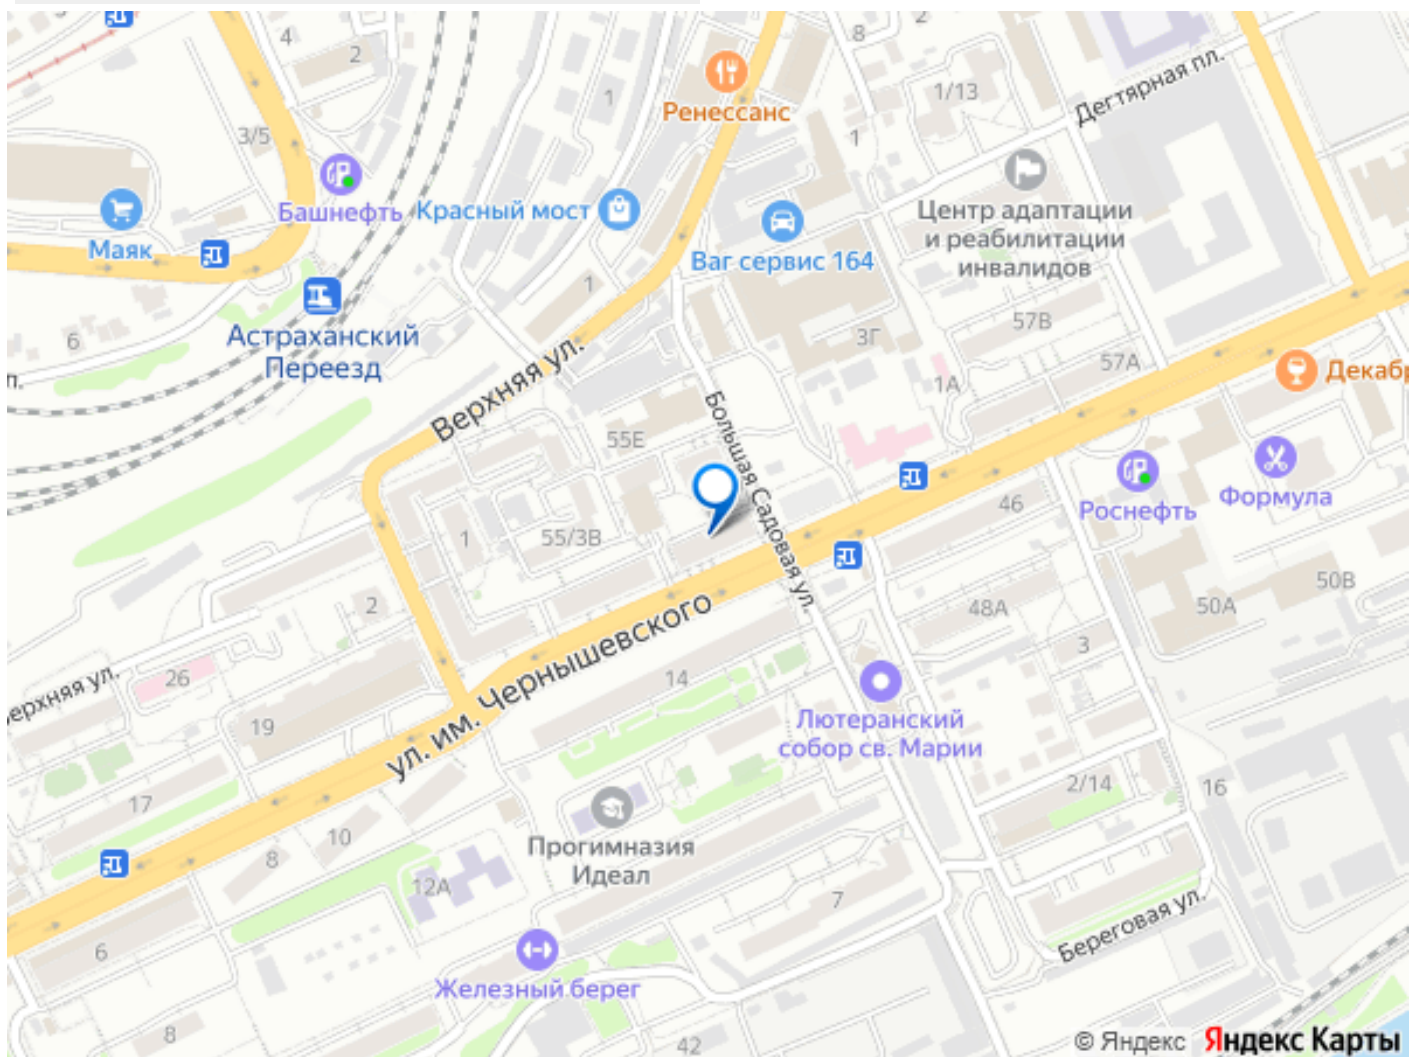 4
2
8
2
Ренессанс
1
1/13
Дегтярная пл.
3/5
1
Башнефть
Красный мост
Маяк
Ваг сервис 164
Центр адаптации
и реабилитации
инвалидов
Астраханский
Переезд
6
1
3Г
57В
57А
1А
Декабр
п.
Верхняя ул.
Большая Садовая ул.
55Е
46
Роснефть
Формула
1
55/3В
50В
50А
48А
2
3
ул. им. Чернышевского
14
26
ерхняя ул.
19
Лютеранский
собор св. Марии
17
10
8
2/14
16
Прогимназия
Идеал
12А
7
Береговая ул.
6
Железный берег
8
42
© Яндекс Яндекс Карты